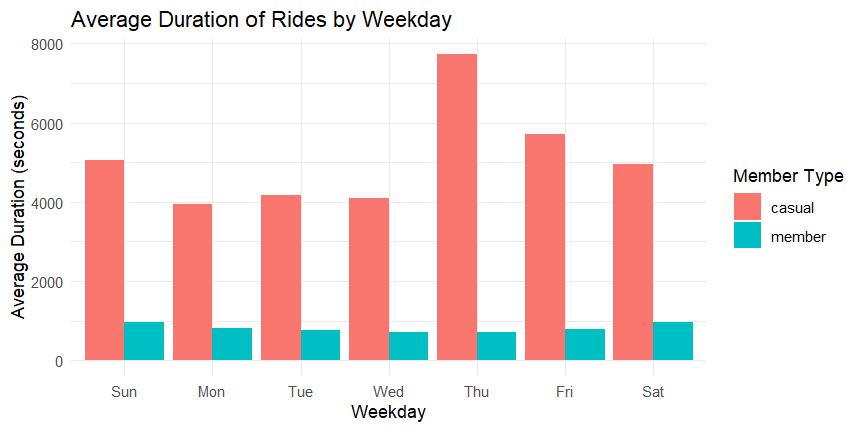 Average Duration of Rides by Weekday
Average Duration (seconds)
8000
6000
4000
2000
0
Sun Mon Tue Wed Thu Fri Sat
Weekday
Member Type
casual
member